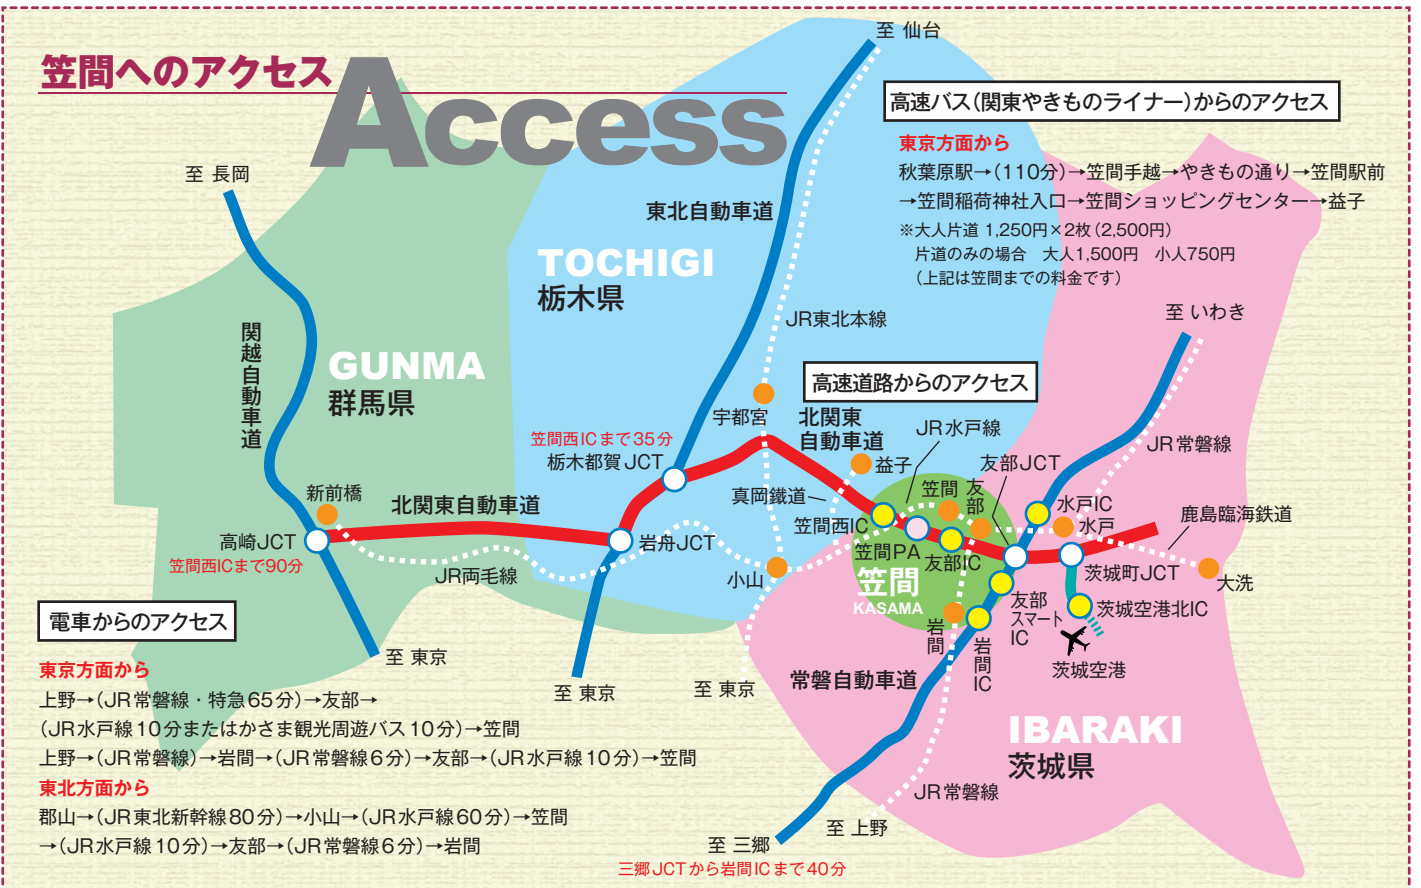 笠間へのアクセス
Access
至 仙台
高速バス（関東やきものライナー）からのアクセス
東京方面から
秋葉原駅→（110分）→笠間手越→やきもの通り→笠間駅前
→笠間稲荷神社入口→笠間ショッピングセンター→益子
※大人片道 1,250円×2枚（2,500円）
片道のみの場合　大人1,500円　小人750円
（上記は笠間までの料金です）
至 長岡
東北自動車道
TOCHIGI
栃木県
JR東北本線
至 いわき
関越自動車道
GUNMA
群馬県
高速道路からのアクセス
宇都宮
北関東
自動車道
JR水戸線
JR常磐線
笠間西ICまで35分
栃木都賀JCT
益子
友部JCT
新前橋
北関東自動車道
真岡鐵道
笠間
友部
水戸IC
鹿島臨海鉄道
笠間西IC
水戸
高崎JCT
笠間西ICまで90分
岩舟JCT
笠間PA
友部IC
JR両毛線
小山
茨城町JCT
大洗
笠間
KASAMA
友部
スマート
IC
茨城空港北IC
岩間
岩間IC
茨城空港
電車からのアクセス
至 東京
至 東京
至 東京
常磐自動車道
東京方面から
上野→（JR常磐線・特急65分）→友部→
（JR水戸線10分またはかさま観光周遊バス10分）→笠間
上野→（JR常磐線）→岩間→（JR常磐線6分）→友部→（JR水戸線10分）→笠間
東北方面から
郡山→（JR東北新幹線80分）→小山→（JR水戸線60分）→笠間
→（JR水戸線10分）→友部→（JR常磐線6分）→岩間
IBARAKI
茨城県
JR常磐線
至 上野
至 三郷
三郷JCTから岩間ICまで40分